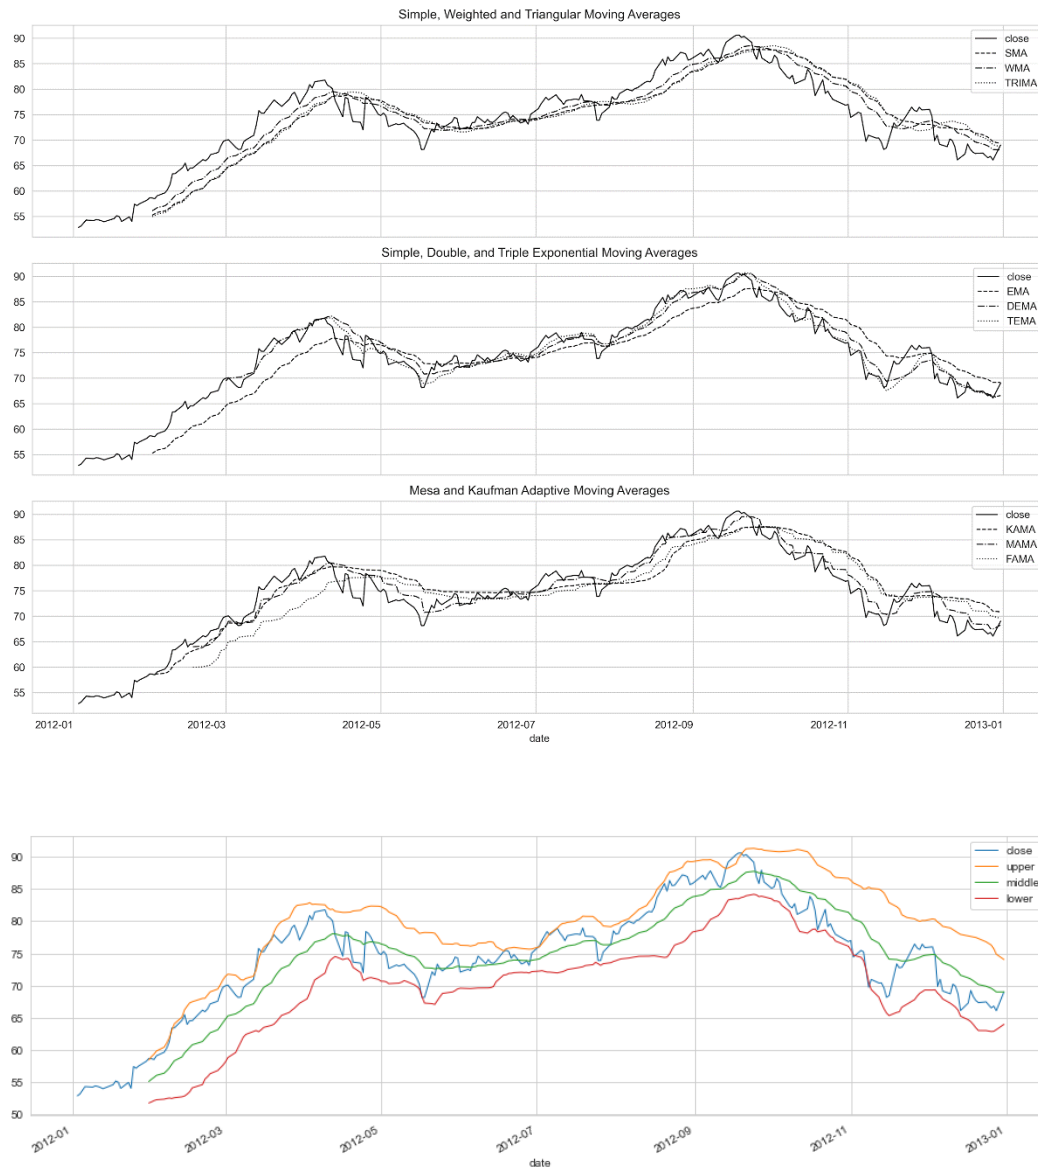 Simple, Weighted and Triangular Moving Averages
90
85
80
75
70
65
60
55
close
SMA
WMA
TRIMA
Simple, Double, and Triple Exponential Moving Averages
90
85
80
75
70
65
60
55
close
EMA
DEMA
TEMA
Mesa and Kaufman Adaptive Moving Averages
90
85
80
75
70
65
60
55
close
KAMA
MAMA
FAMA
2012-01 2012-03 2012-05 2012-07 2012-09 2012-11 2013-01
date
90
85
80
75
70
65
60
55
50
close
upper
middle
lower
2012-01 2012-03 2012-05 2012-07 2012-09 2012-11 2013-01
date